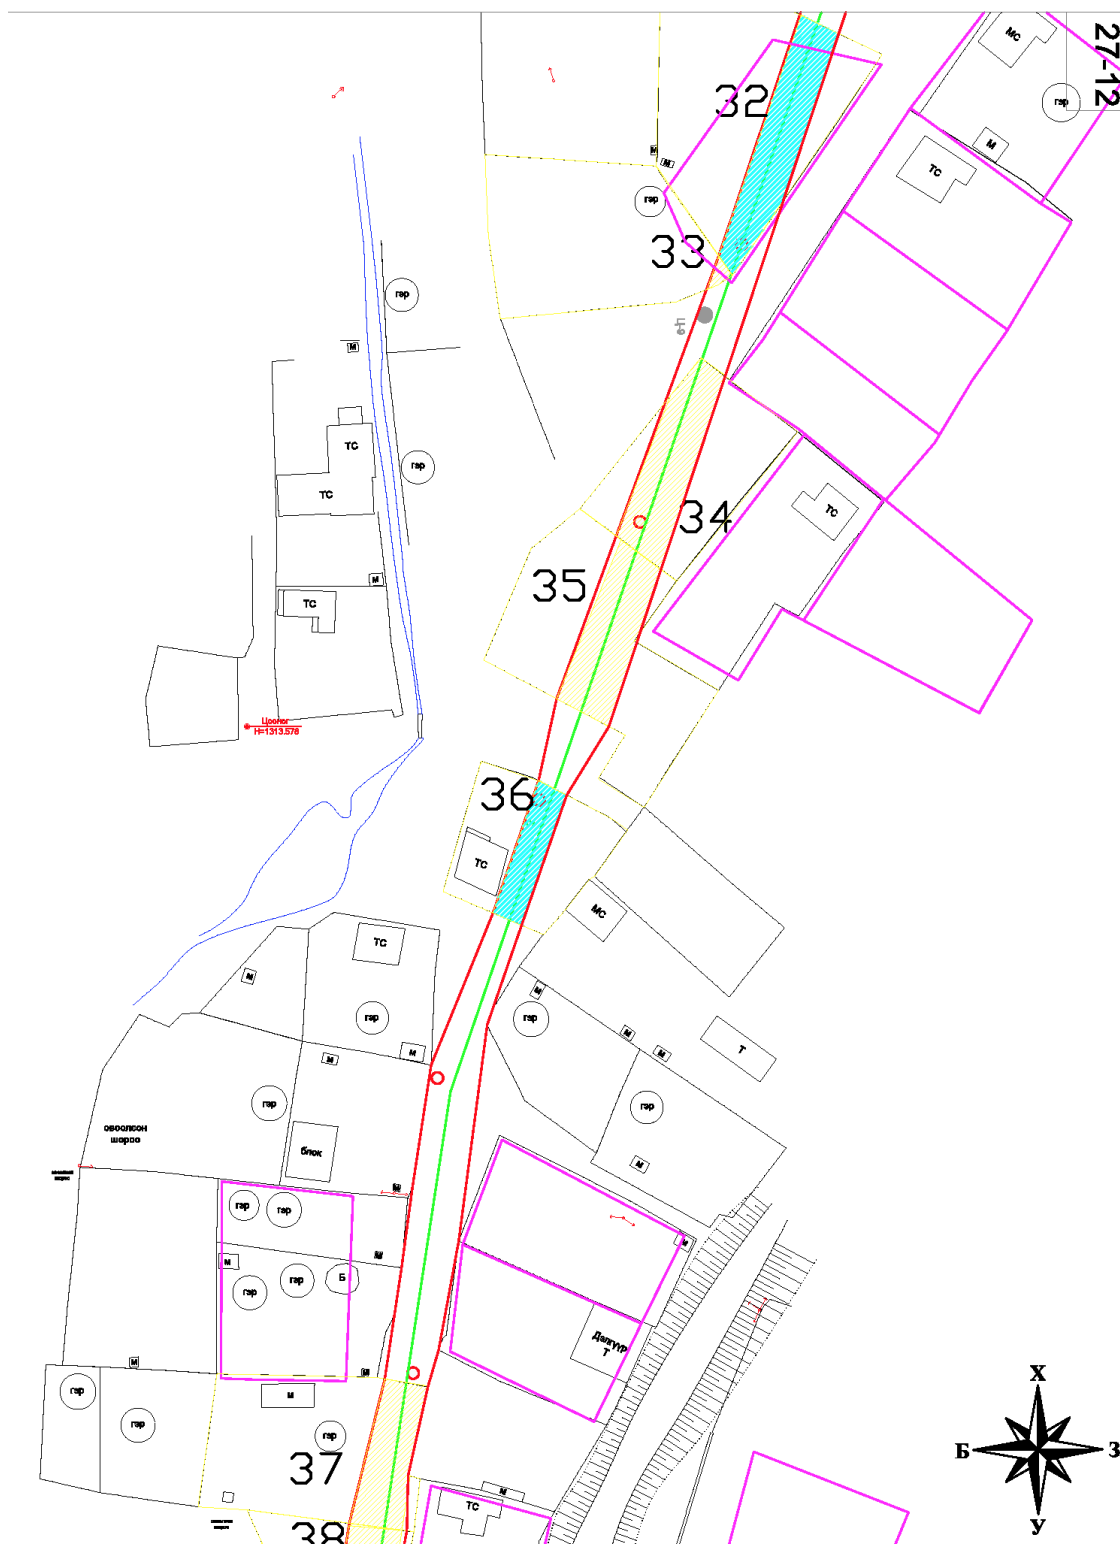 27-12
МС
гэр
32
М
М
М
ТС
гэр
33
гэр
М
ТС
гэр
ТС
34
ТС
35
М
ТС
Цооног
H=1313.578
36
ТС
МС
ТС
М
М
гэр
гэр
М
М
Т
М
М
гэр
гэр
овоолсон
шороо
блок
М
М
гэр
гэр
М
М
М
гэр
гэр
Б
Дэлгүүр
Т
М
М
гэр
М
Х
гэр
гэр
Б
З
37
М
ТС
У
38